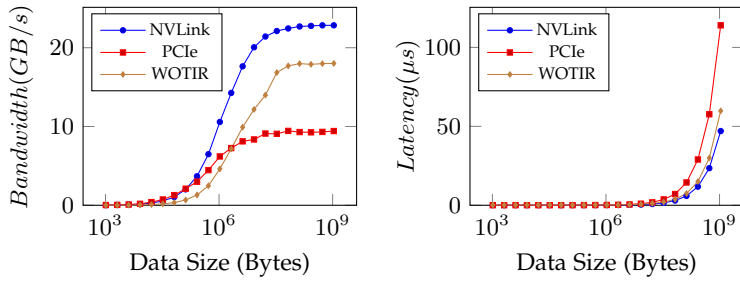 Bandwidth(GB/s)
20
10
0
NVLink
PCIe
WOTIR
10^3
10^6
10^9
Data Size (Bytes)
Latency(μs)
100
50
0
NVLink
PCIe
WOTIR
10^3
10^6
10^9
Data Size (Bytes)